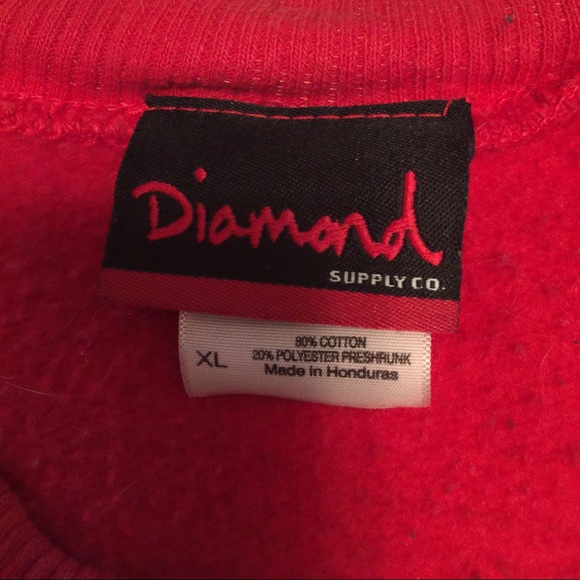 Diamond
SUPPLY CO.
XL
80% COTTON
20% POLYESTER PRESHRUNK
Made in Honduras